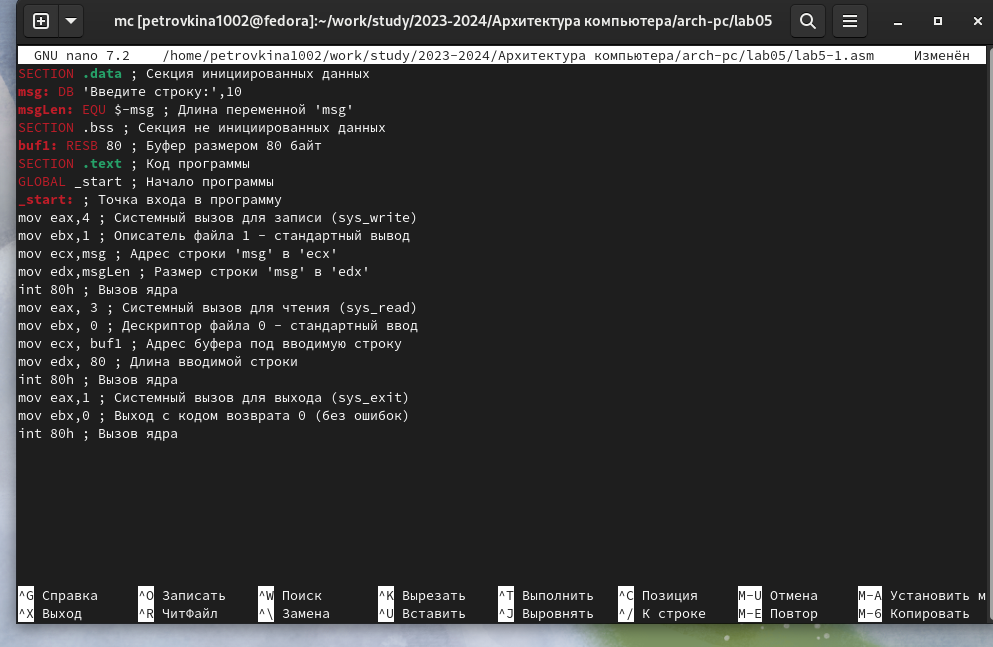 mc [petrovkina1002@fedora]:~/work/study/2023-2024/Архитектура компьютера/arch-pc/lab05
GNU nano 7.2 /home/petrovkina1002/work/study/2023-2024/Архитектура компьютера/arch-pc/lab05/lab5-1.asm Изменён
SECTION .data ; Секция инициированных данных
msg: DB 'Введите строку:',10
msgLen: EQU $-msg ; Длина переменной 'msg'
SECTION .bss ; Секция не инициированных данных
buf1: RESB 80 ; Буфер размером 80 байт
SECTION .text ; Код программы
GLOBAL _start ; Начало программы
_start: ; Точка входа в программу
mov eax,4 ; Системный вызов для записи (sys_write)
mov ebx,1 ; Описатель файла 1 - стандартный вывод
mov ecx,msg ; Адрес строки 'msg' в 'ecx'
mov edx,msgLen ; Размер строки 'msg' в 'edx'
int 80h ; Вызов ядра
mov eax, 3 ; Системный вызов для чтения (sys_read)
mov ebx, 0 ; Дескриптор файла 0 - стандартный ввод
mov ecx, buf1 ; Адрес буфера под вводимую строку
mov edx, 80 ; Длина вводимой строки
int 80h ; Вызов ядра
mov eax,1 ; Системный вызов для выхода (sys_exit)
mov ebx,0 ; Выход с кодом возврата 0 (без ошибок)
int 80h ; Вызов ядра
^G Справка ^O Записать ^W Поиск ^K Вырезать ^T Выполнить ^C Позиция M-U Отмена M-A Установить м
^X Выход ^R ЧитФайл ^\ Замена ^U Вставить ^J Выровнять ^/ К строке M-E Повтор M-6 Копировать